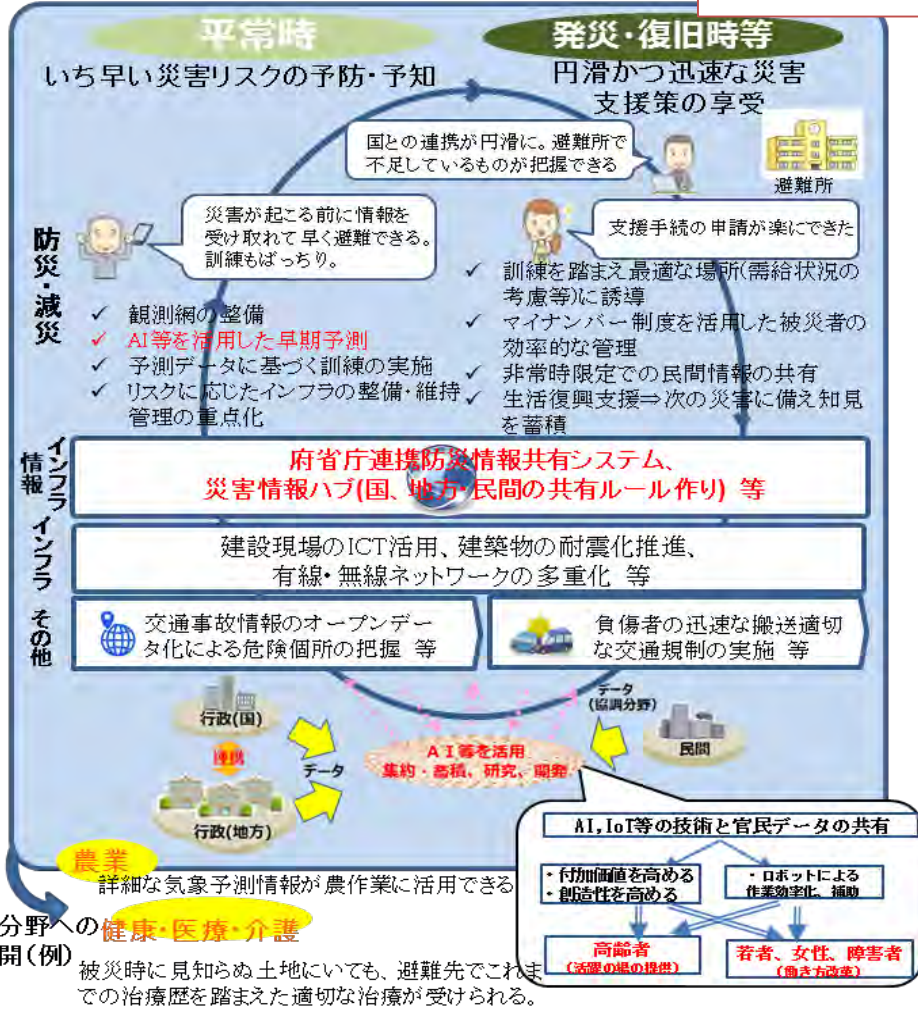 平常時
いち早い災害リスクの予防・予知
発災・復旧時等
円滑かつ迅速な災害
支援策の享受
国との連携が円滑に。避難所で
不足しているものが把握できる
避難所
防災・減災
災害が起こる前に情報を
受け取れて早く避難できる。
訓練もばっちり。
支援手続の申請が楽にできた
✓ 観測網の整備
✓ AI等を活用した早期予測
✓ 予測データに基づく訓練の実施
✓ リスクに応じたインフラの整備・維持
管理の重点化
✓ 訓練を踏まえ最適な場所(需給状況の
考慮等)に誘導
✓ マイナンバー制度を活用した被災者の
効率的な管理
✓ 非常時限定での民間情報の共有
✓ 生活復興支援⇒次の災害に備え知見
を蓄積
情報
インフラ
府省庁連携防災情報共有システム、
災害情報ハブ(国、地方・民間の共有ルール作り) 等
インフラ
建設現場のICT活用、建築物の耐震化推進、
有線・無線ネットワークの多重化 等
その他
交通事故情報のオープンデー
タ化による危険個所の把握 等
負傷者の迅速な搬送適切
な交通規制の実施 等
行政(国)
連携
行政(地方)
データ
AI等を活用
集約・蓄積、研究、開発
データ
(協調分野)
民間
AI,IoT等の技術と官民データの共有
・付加価値を高める
・創造性を高める
・ロボットによる
作業効率化、補助
高齢者
(活躍の場の提供)
若者、女性、障害者
(働き方改革)
農業
詳細な気象予測情報が農作業に活用できる
分野への
開(例)
健康・医療・介護
被災時に見知らぬ土地にいても、避難先でこれま
での治療歴を踏まえた適切な治療が受けられる。